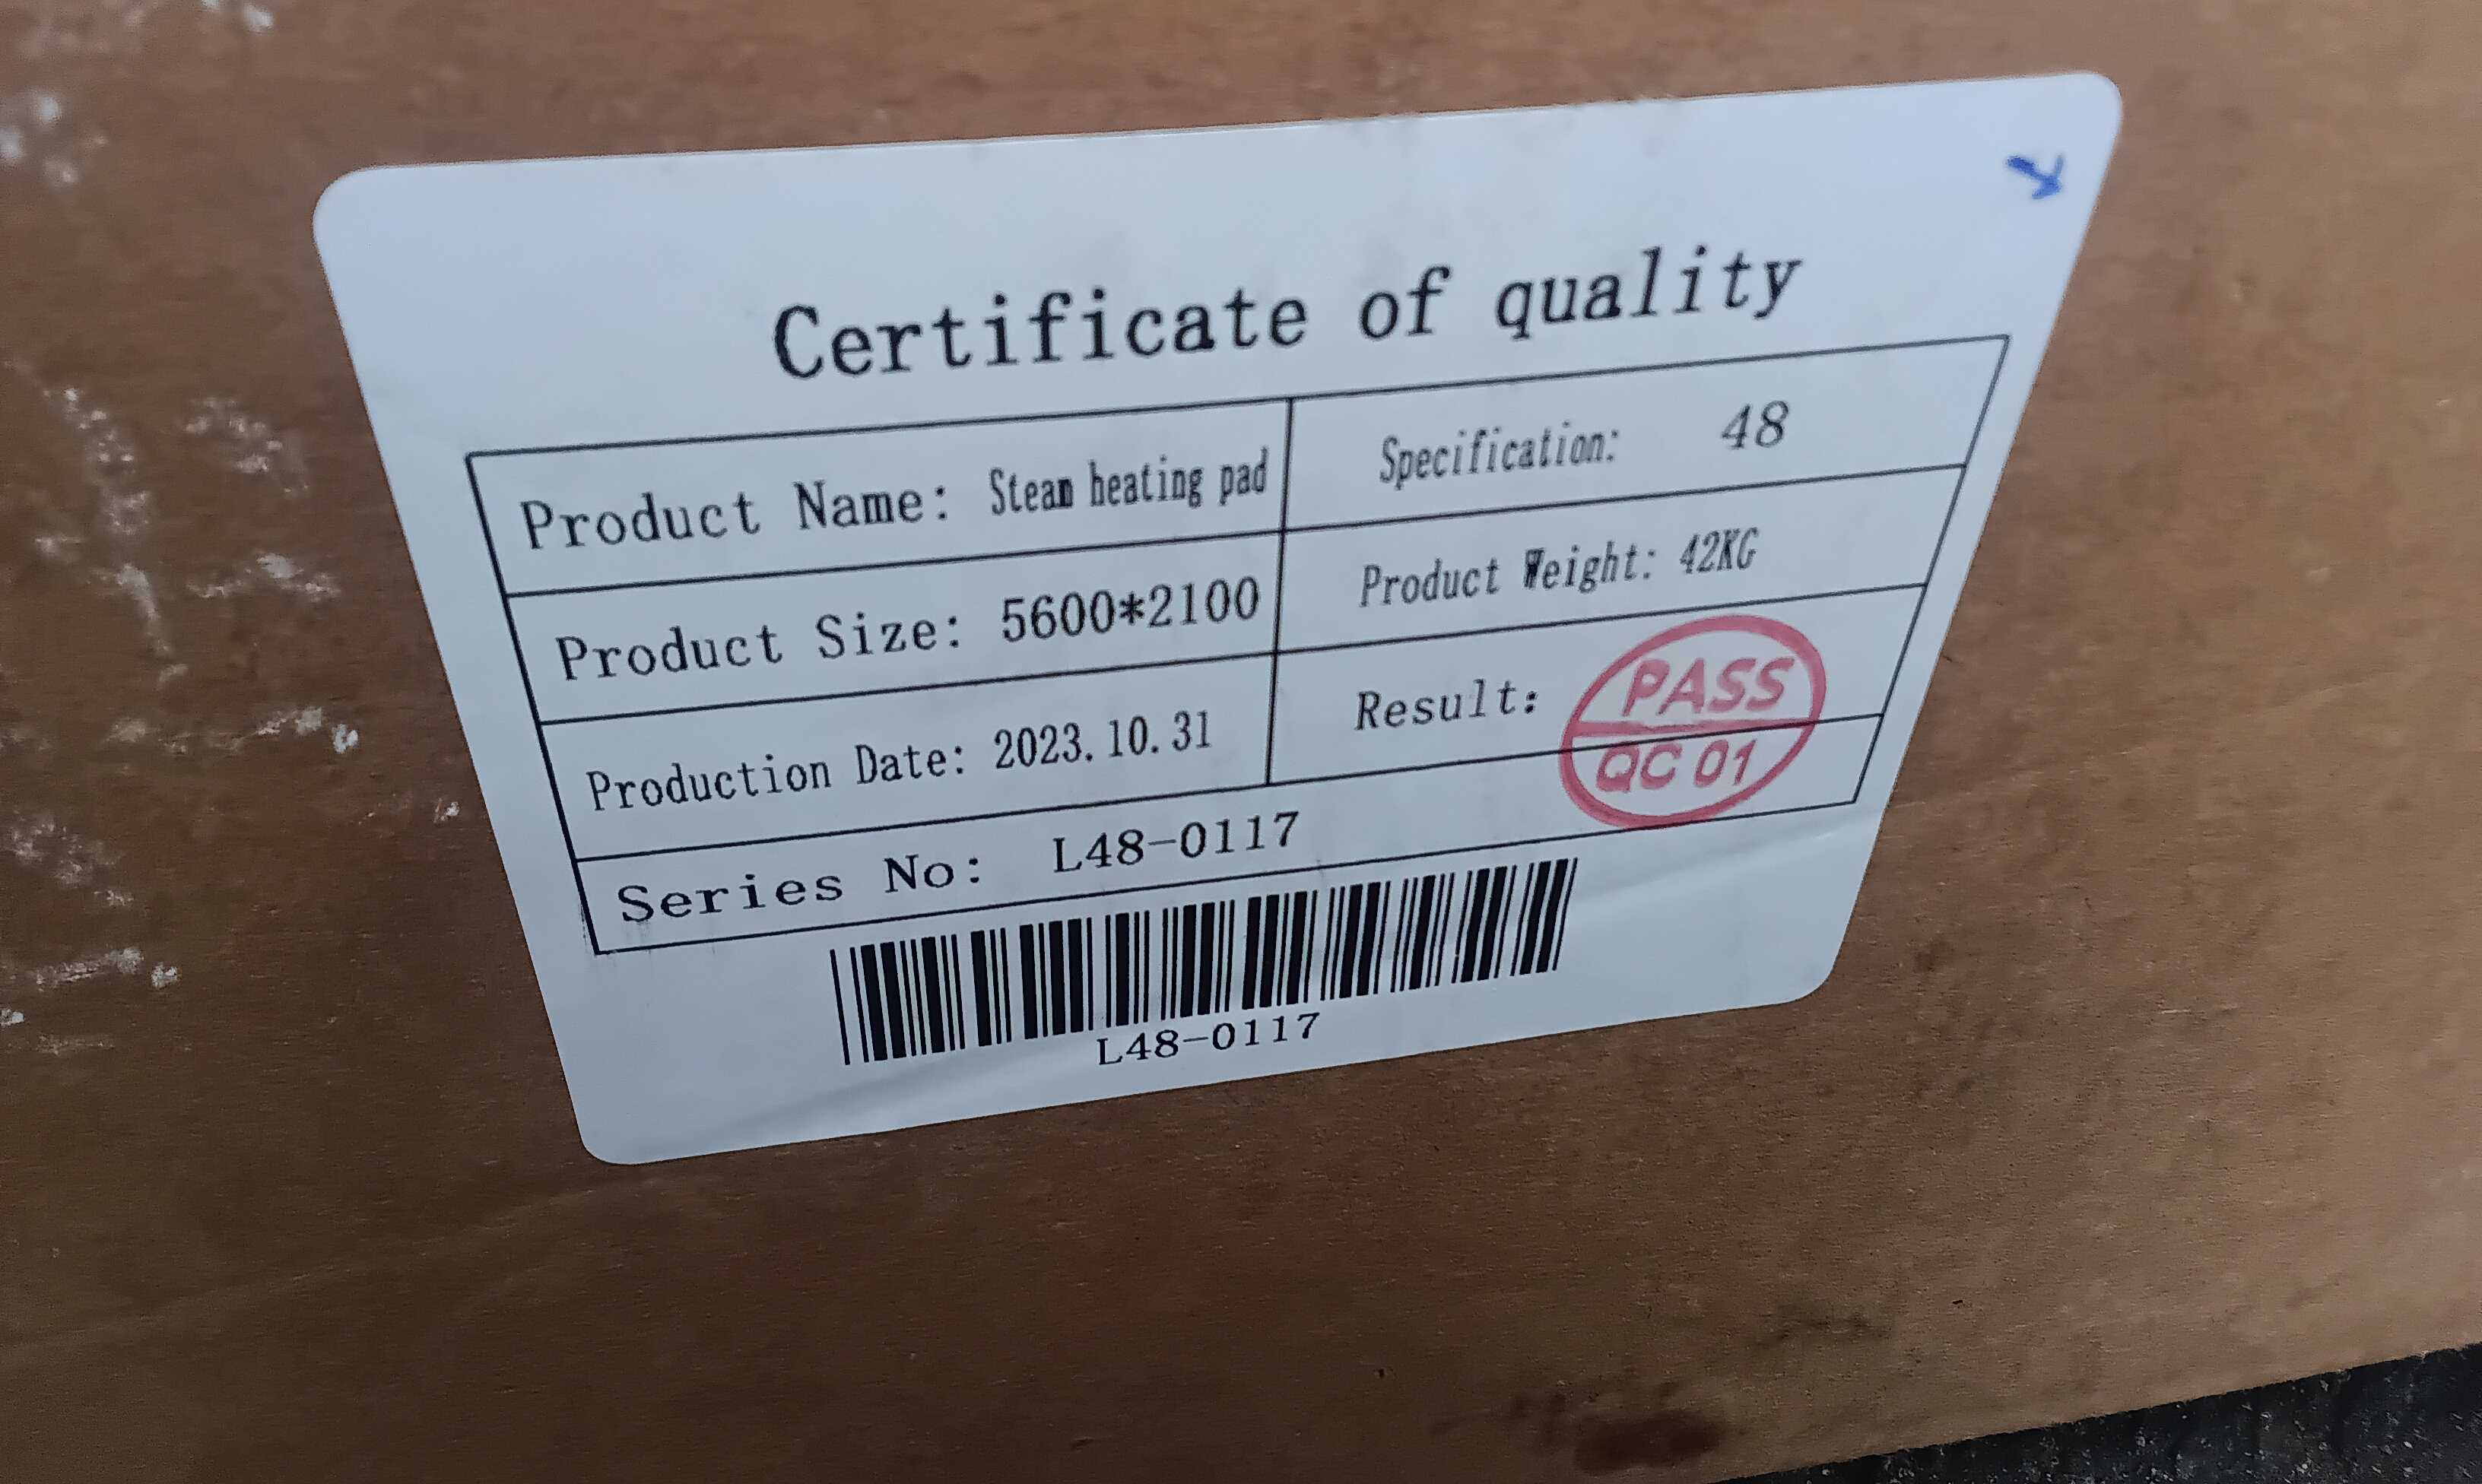 Certificate of quality
Product Name: Steam heating pad
Specification: 48
Product Size: 5600*2100
Product Weight: 42KG
Production Date: 2023.10.31
Result: PASS
QC 01
Series No: L48-0117
L48-0117